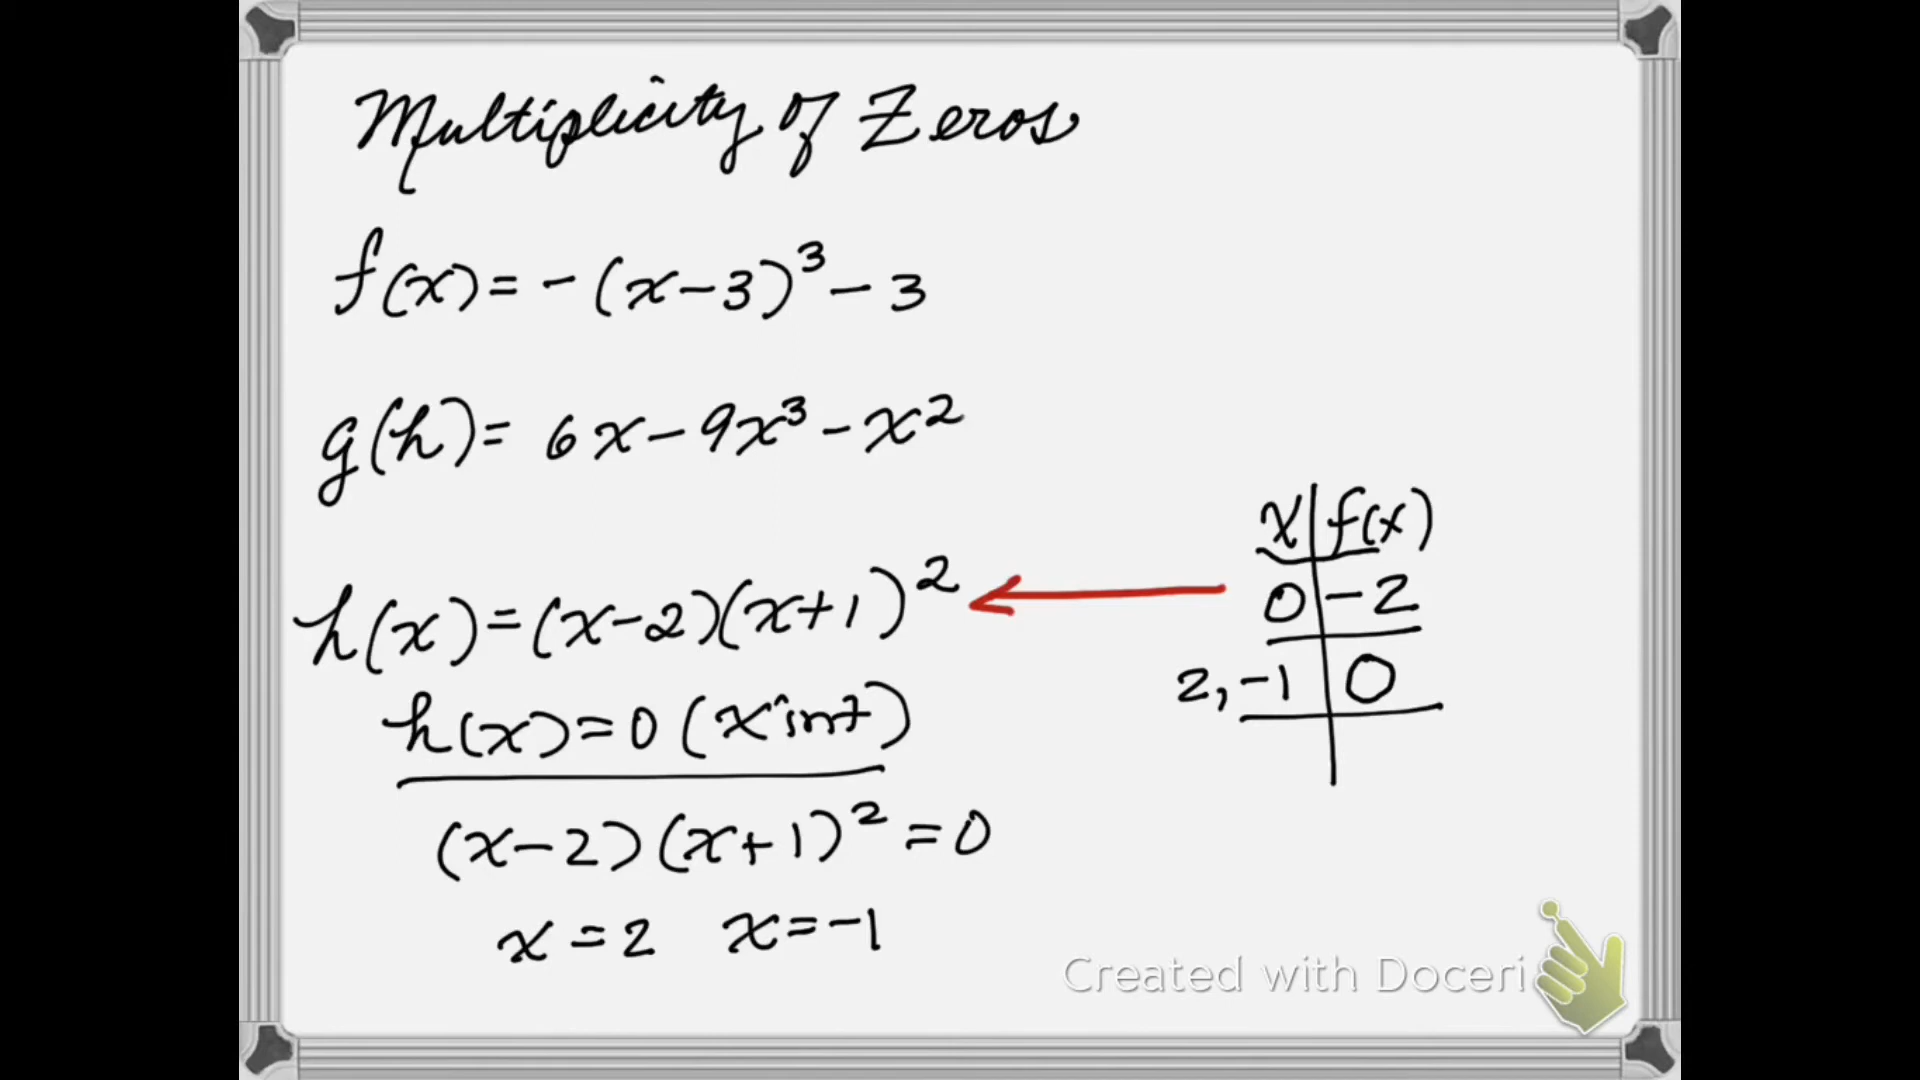 Multiplicity of Zeros
f(x) = -(x-3)³ - 3
g(h) = 6x - 9x³ - x²
h(x) = (x-2)(x+1)²
h(x) = 0 (x int)
(x-2)(x+1)² = 0
x = 2 x = -1
x f(x)
0 -2
2, -1 0
Created with Doceri